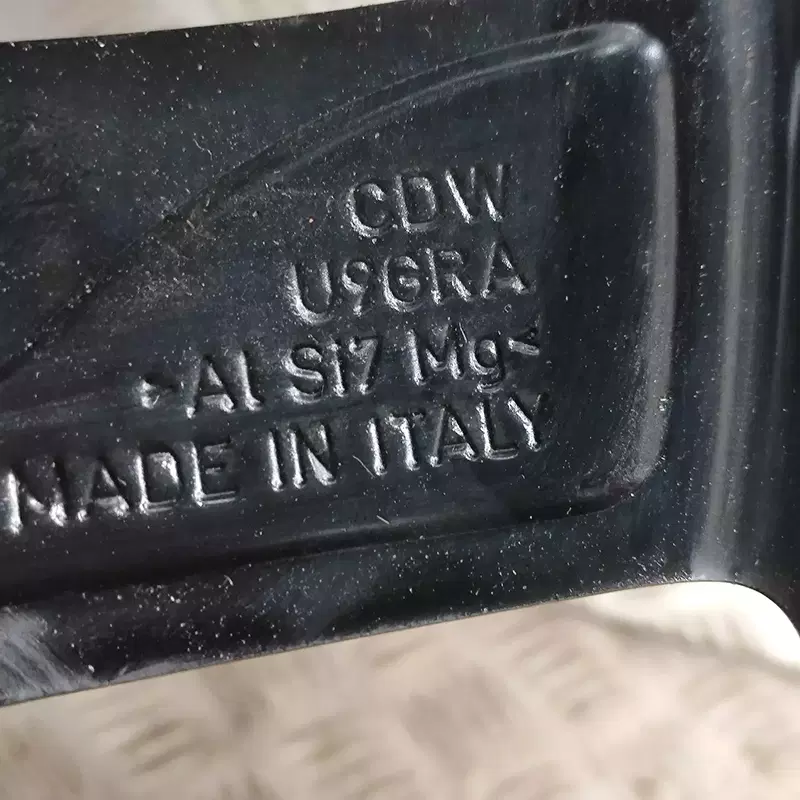 CDW
U9GRA
>Al Si7 Mg<
MADE IN ITALY